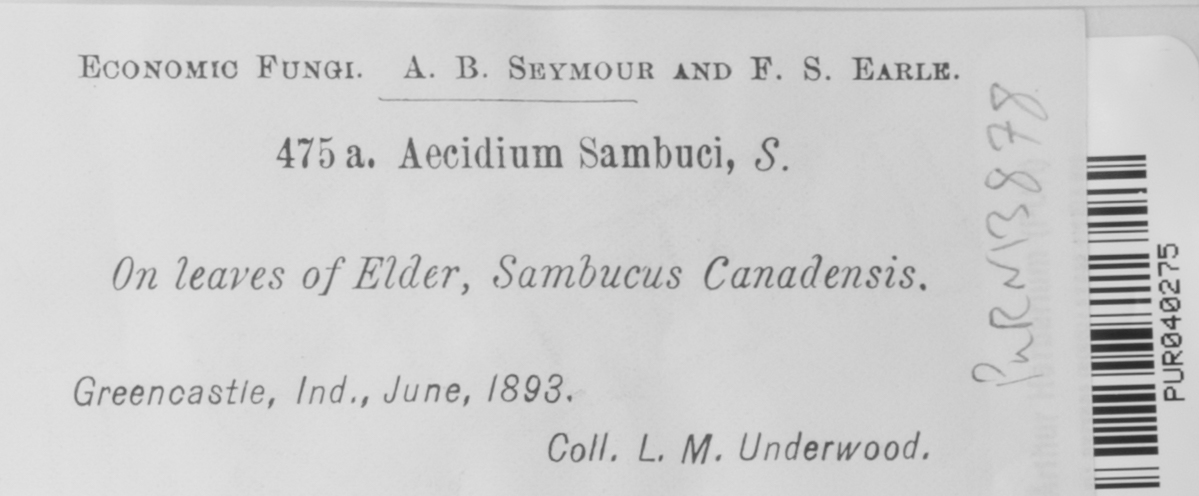 ECONOMIC FUNGI. A. B. SEYMOUR AND F. S. EARLE.
475 a. Aecidium Sambuci, S.
On leaves of Elder, Sambucus Canadensis.
Greencastle, Ind., June, 1893.
Coll. L. M. Underwood.
PURN13878
PUR040275